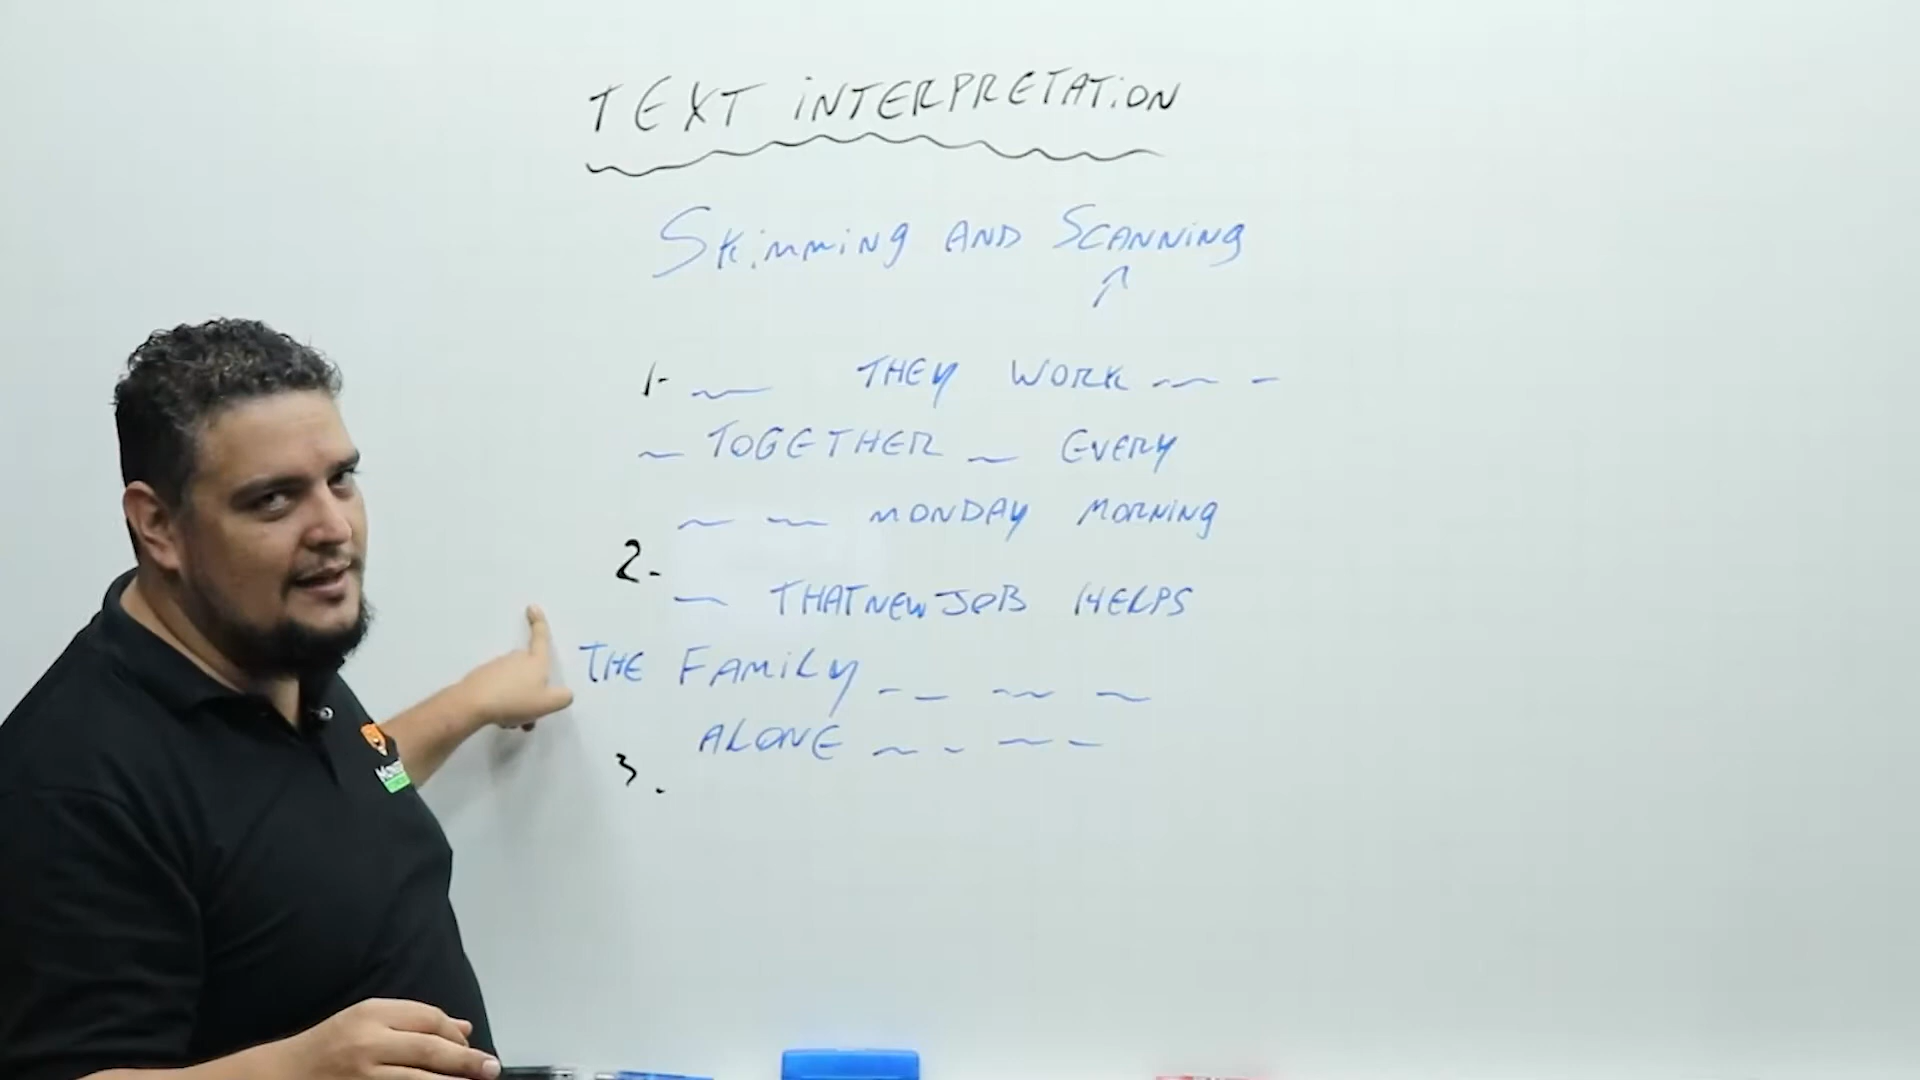 TEXT INTERPRETATION
Skimming AND Scanning
1- ~ THEY WORK ~ -
~ TOGETHER ~ EVERY
~ ~ MONDAY MORNING
2.
~ THAT NEW JOB HELPS
THE FAMILY - - ~ ~
ALONE ~ - ~ -
3.